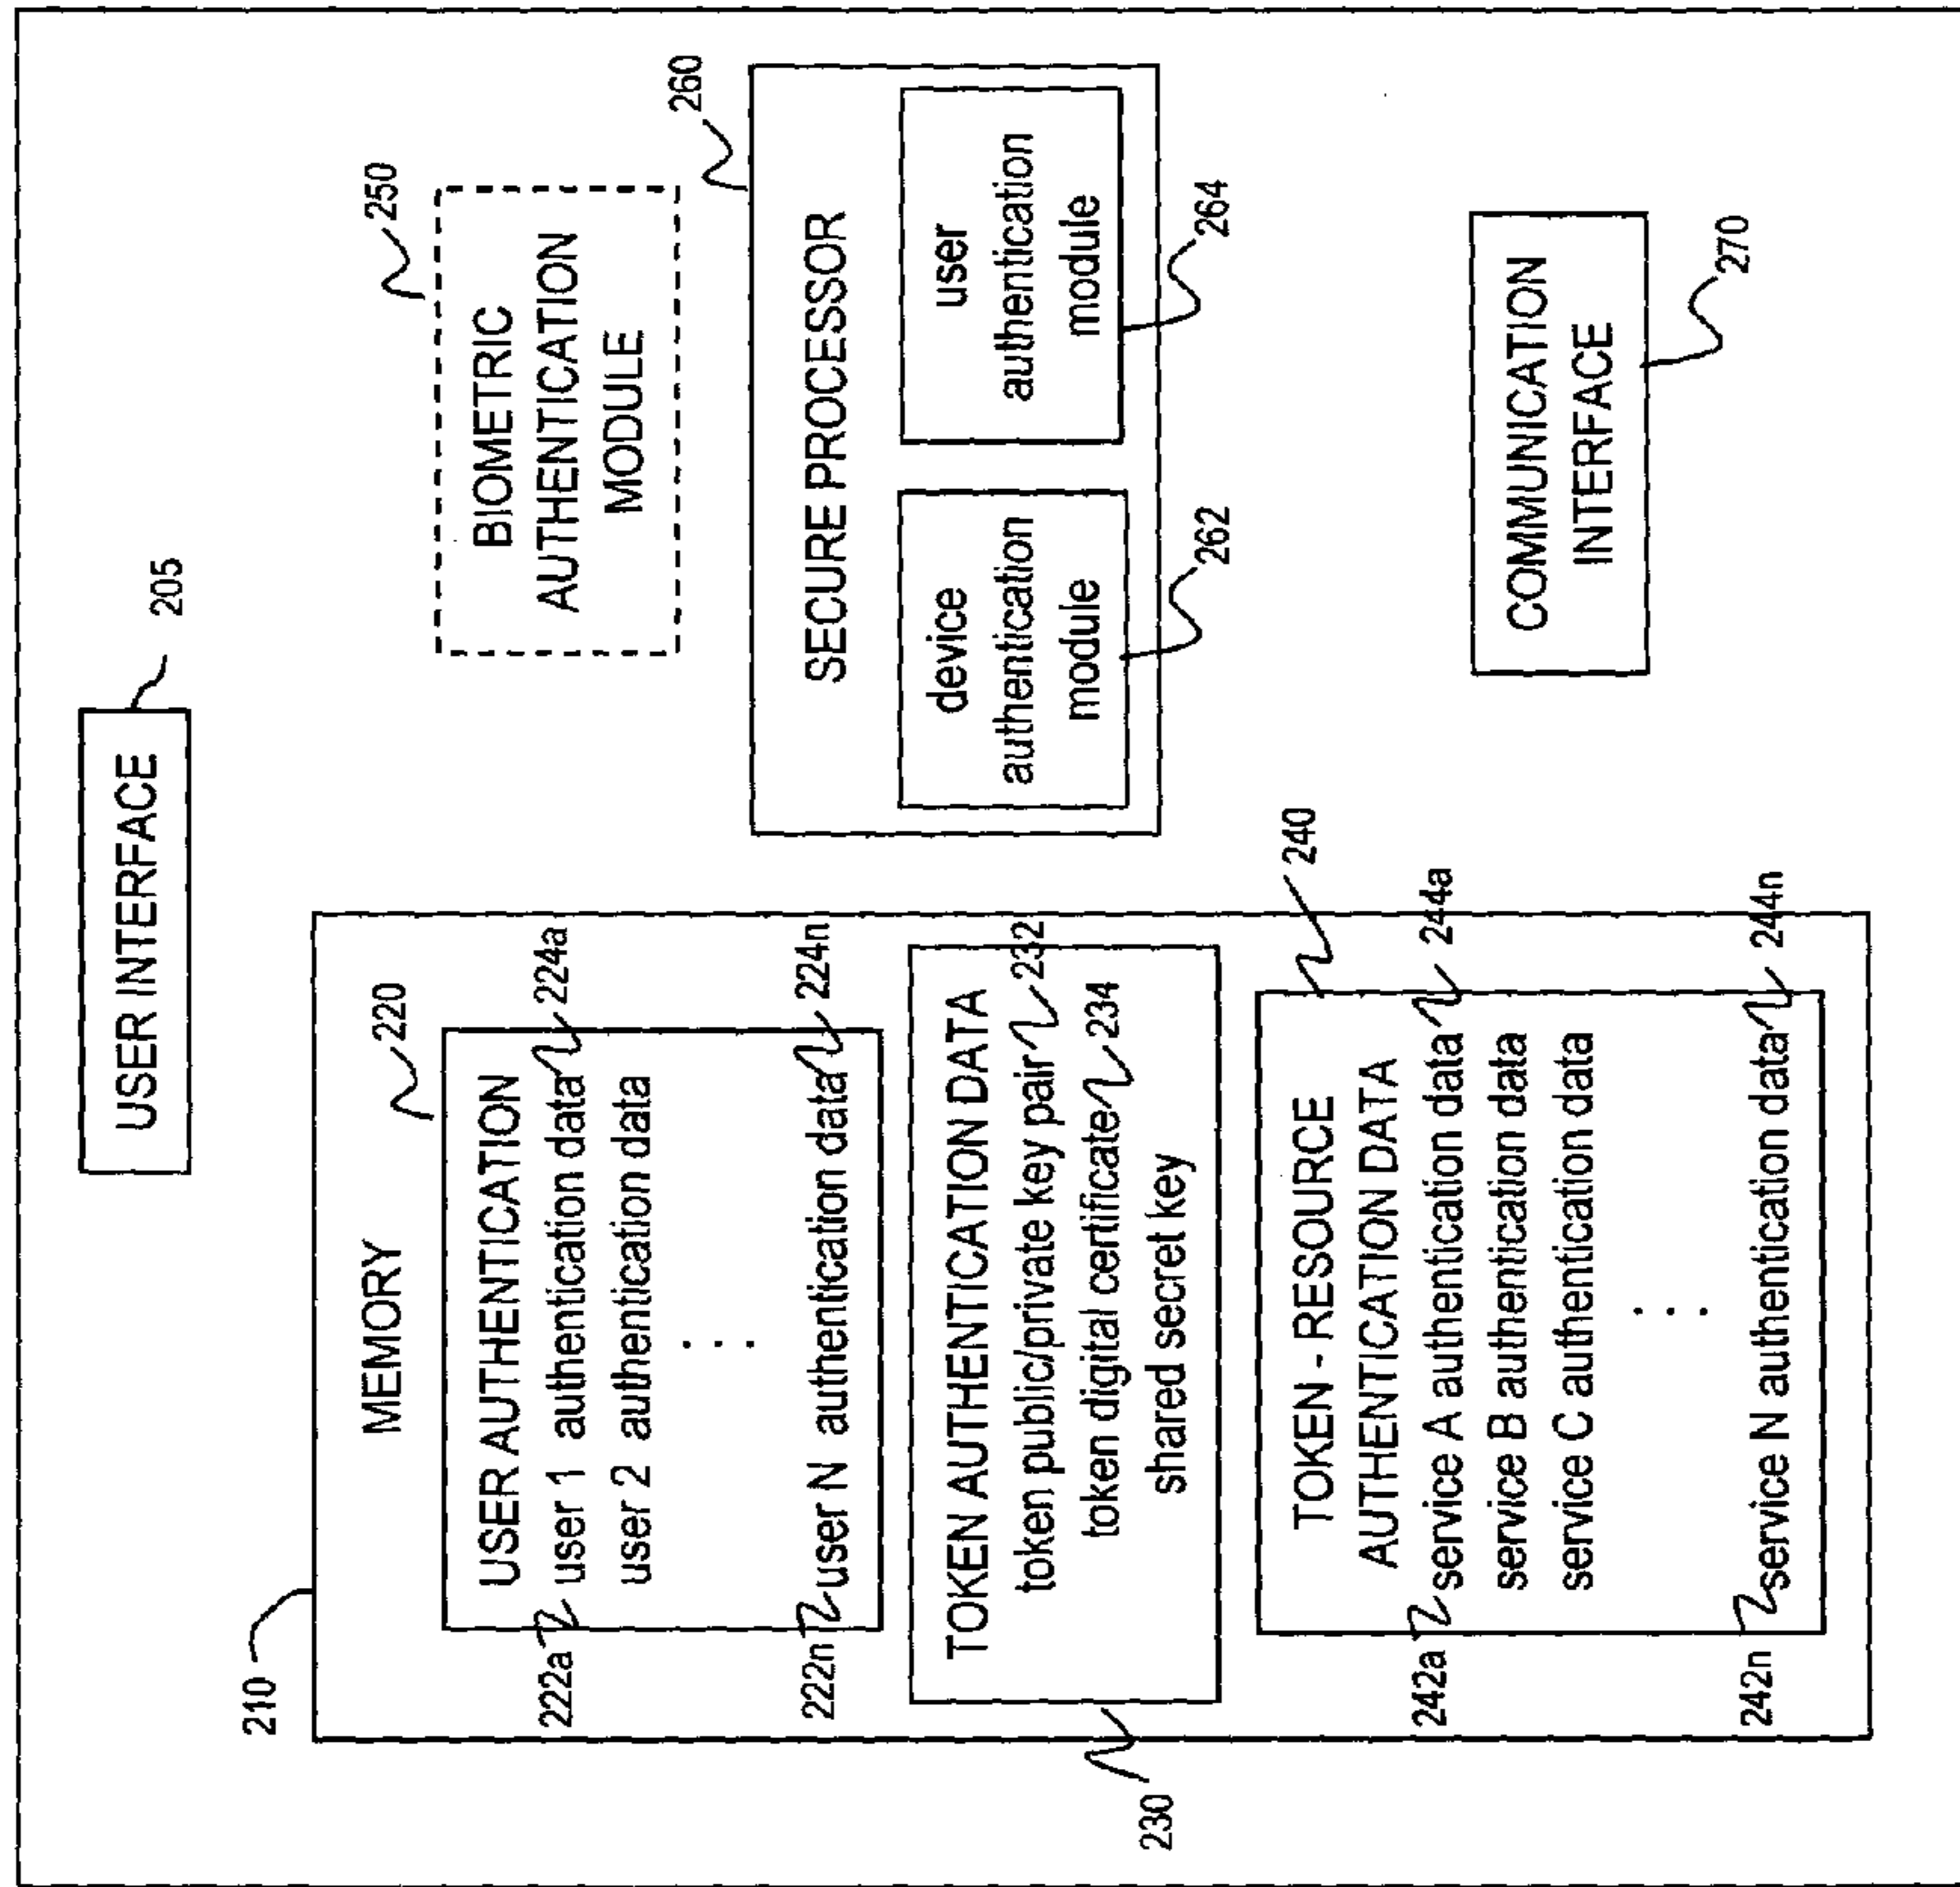 USER INTERFACE
205
210
MEMORY
220
USER AUTHENTICATION
222a
user 1 authentication data
224a
user 2 authentication data
. . .
222n
user N authentication data
224n
TOKEN AUTHENTICATION DATA
token public/private key pair
232
token digital certificate
234
shared secret key
230
240
TOKEN - RESOURCE
AUTHENTICATION DATA
242a
service A authentication data
244a
service B authentication data
service C authentication data
. . .
242n
service N authentication data
244n
250
BIOMETRIC
AUTHENTICATION
MODULE
260
SECURE PROCESSOR
device
authentication
module
262
user
authentication
module
264
COMMUNICATION
INTERFACE
270